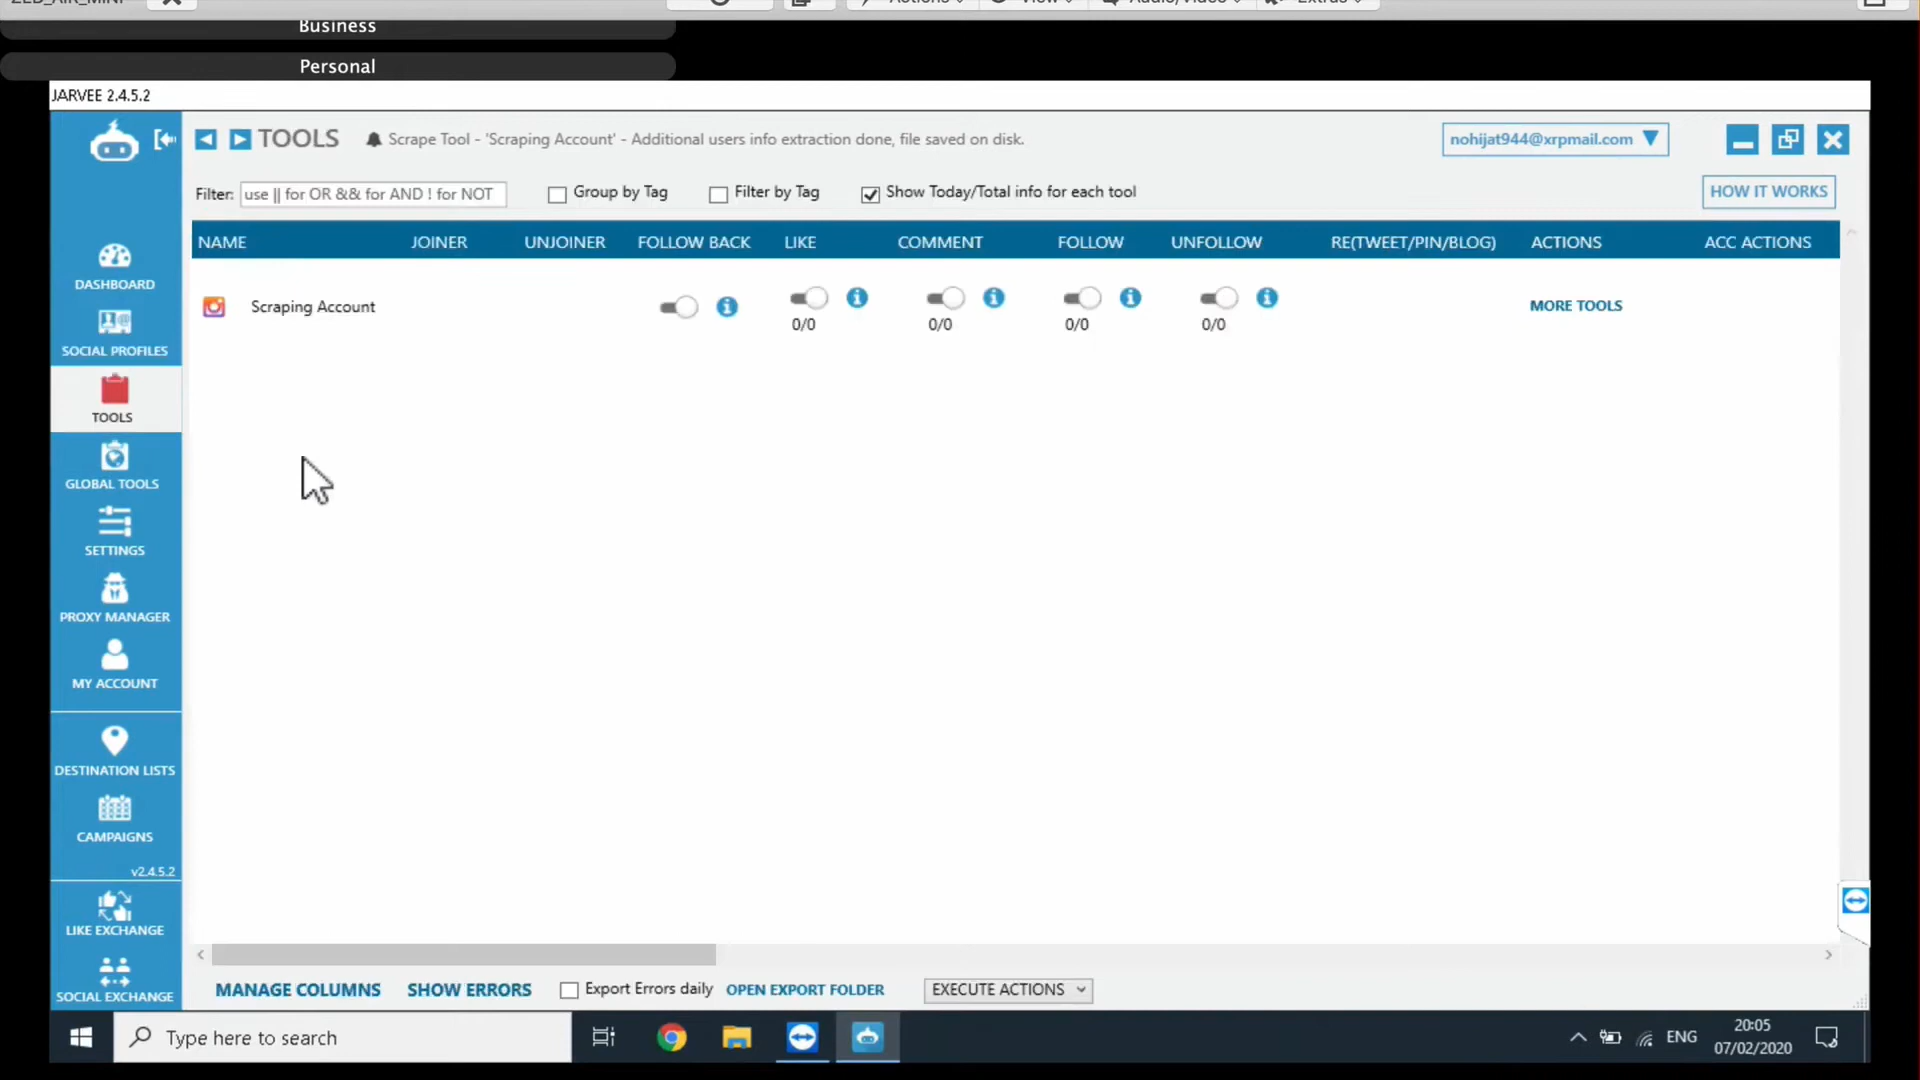 Business
Personal
JARVEE 2.4.5.2
TOOLS
Scrape Tool - 'Scraping Account' - Additional users info extraction done, file saved on disk.
nohijat944@xrpmail.com
Filter:
use || for OR && for AND ! for NOT
Group by Tag
Filter by Tag
Show Today/Total info for each tool
HOW IT WORKS
NAME JOINER UNJOINER FOLLOW BACK LIKE COMMENT FOLLOW UNFOLLOW RE(TWEET/PIN/BLOG) ACTIONS ACC ACTIONS
Scraping Account
0/0 0/0 0/0 0/0
MORE TOOLS
DASHBOARD
SOCIAL PROFILES
TOOLS
GLOBAL TOOLS
SETTINGS
PROXY MANAGER
MY ACCOUNT
DESTINATION LISTS
CAMPAIGNS
v2.4.5.2
LIKE EXCHANGE
SOCIAL EXCHANGE
MANAGE COLUMNS
SHOW ERRORS
Export Errors daily
OPEN EXPORT FOLDER
EXECUTE ACTIONS
Type here to search
ENG
20:05
07/02/2020